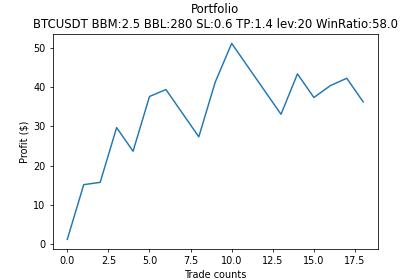 Portfolio
BTCUSDT BBM:2.5 BBL:280 SL:0.6 TP:1.4 lev:20 WinRatio:58.0
50
40
30
20
10
0
Profit ($)
0.0 2.5 5.0 7.5 10.0 12.5 15.0 17.5
Trade counts